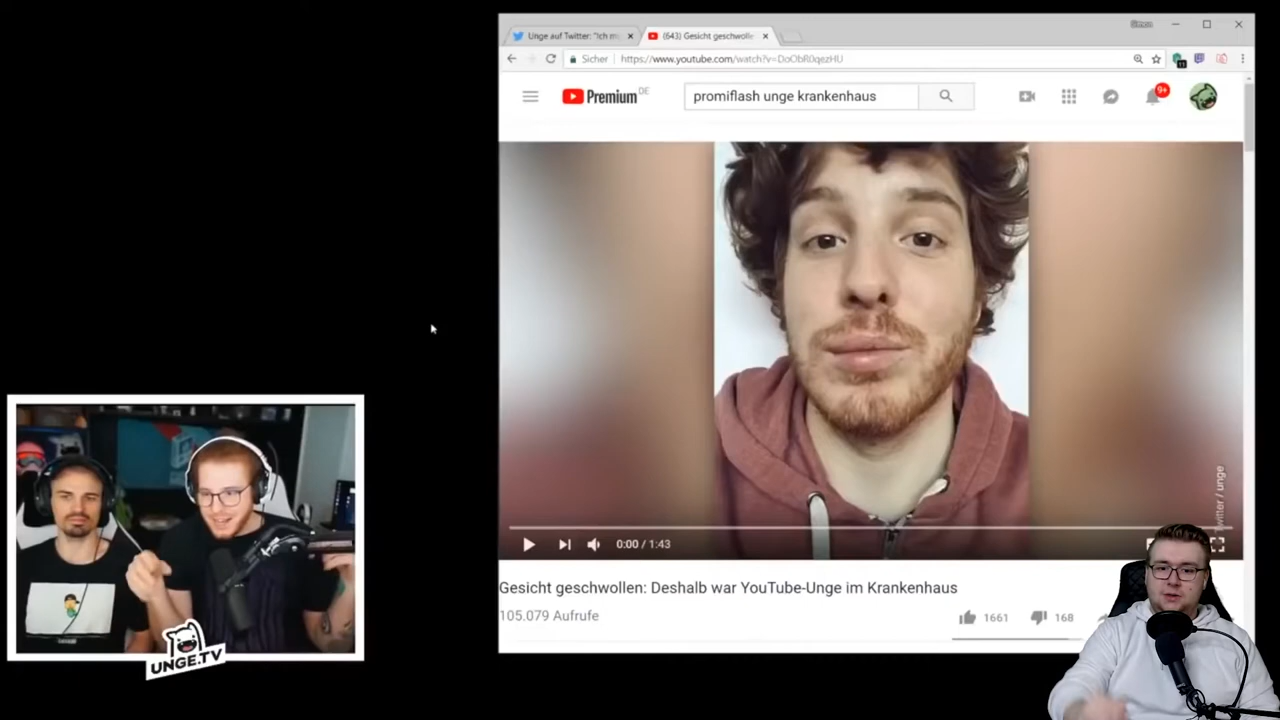 Unge auf Twitter: "Ich m
(643) Gesicht geschwolle
Sicher
https://www.youtube.com/watch?v=DoObR0qezHU
Premium DE
promiflash unge krankenhaus
9+
Twitter / unge
0:00 / 1:43
Gesicht geschwollen: Deshalb war YouTube-Unge im Krankenhaus
105.079 Aufrufe
1661
168
UNGE.TV